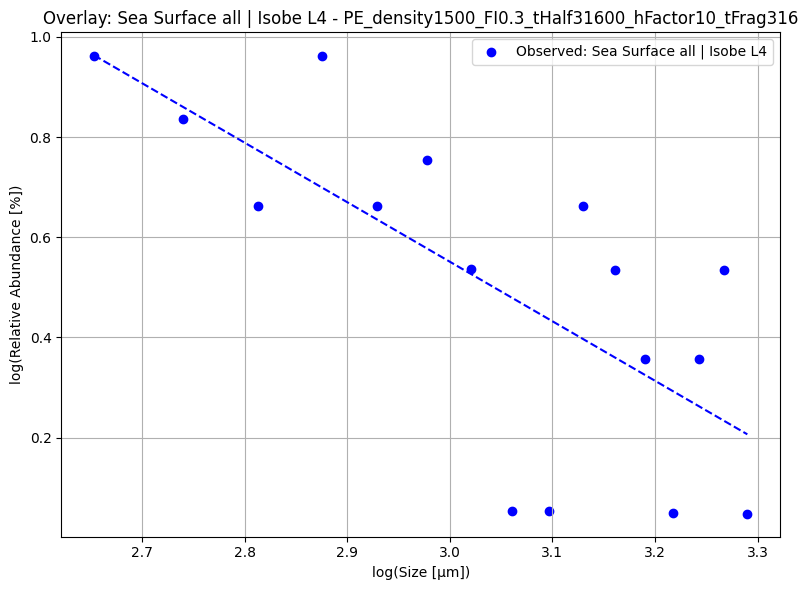 Overlay: Sea Surface all | Isobe L4 - PE_density1500_FI0.3_tHalf31600_hFactor10_tFrag316
Observed: Sea Surface all | Isobe L4
1.0
0.8
0.6
0.4
0.2
log(Relative Abundance [%])
2.7 2.8 2.9 3.0 3.1 3.2 3.3
log(Size [μm])